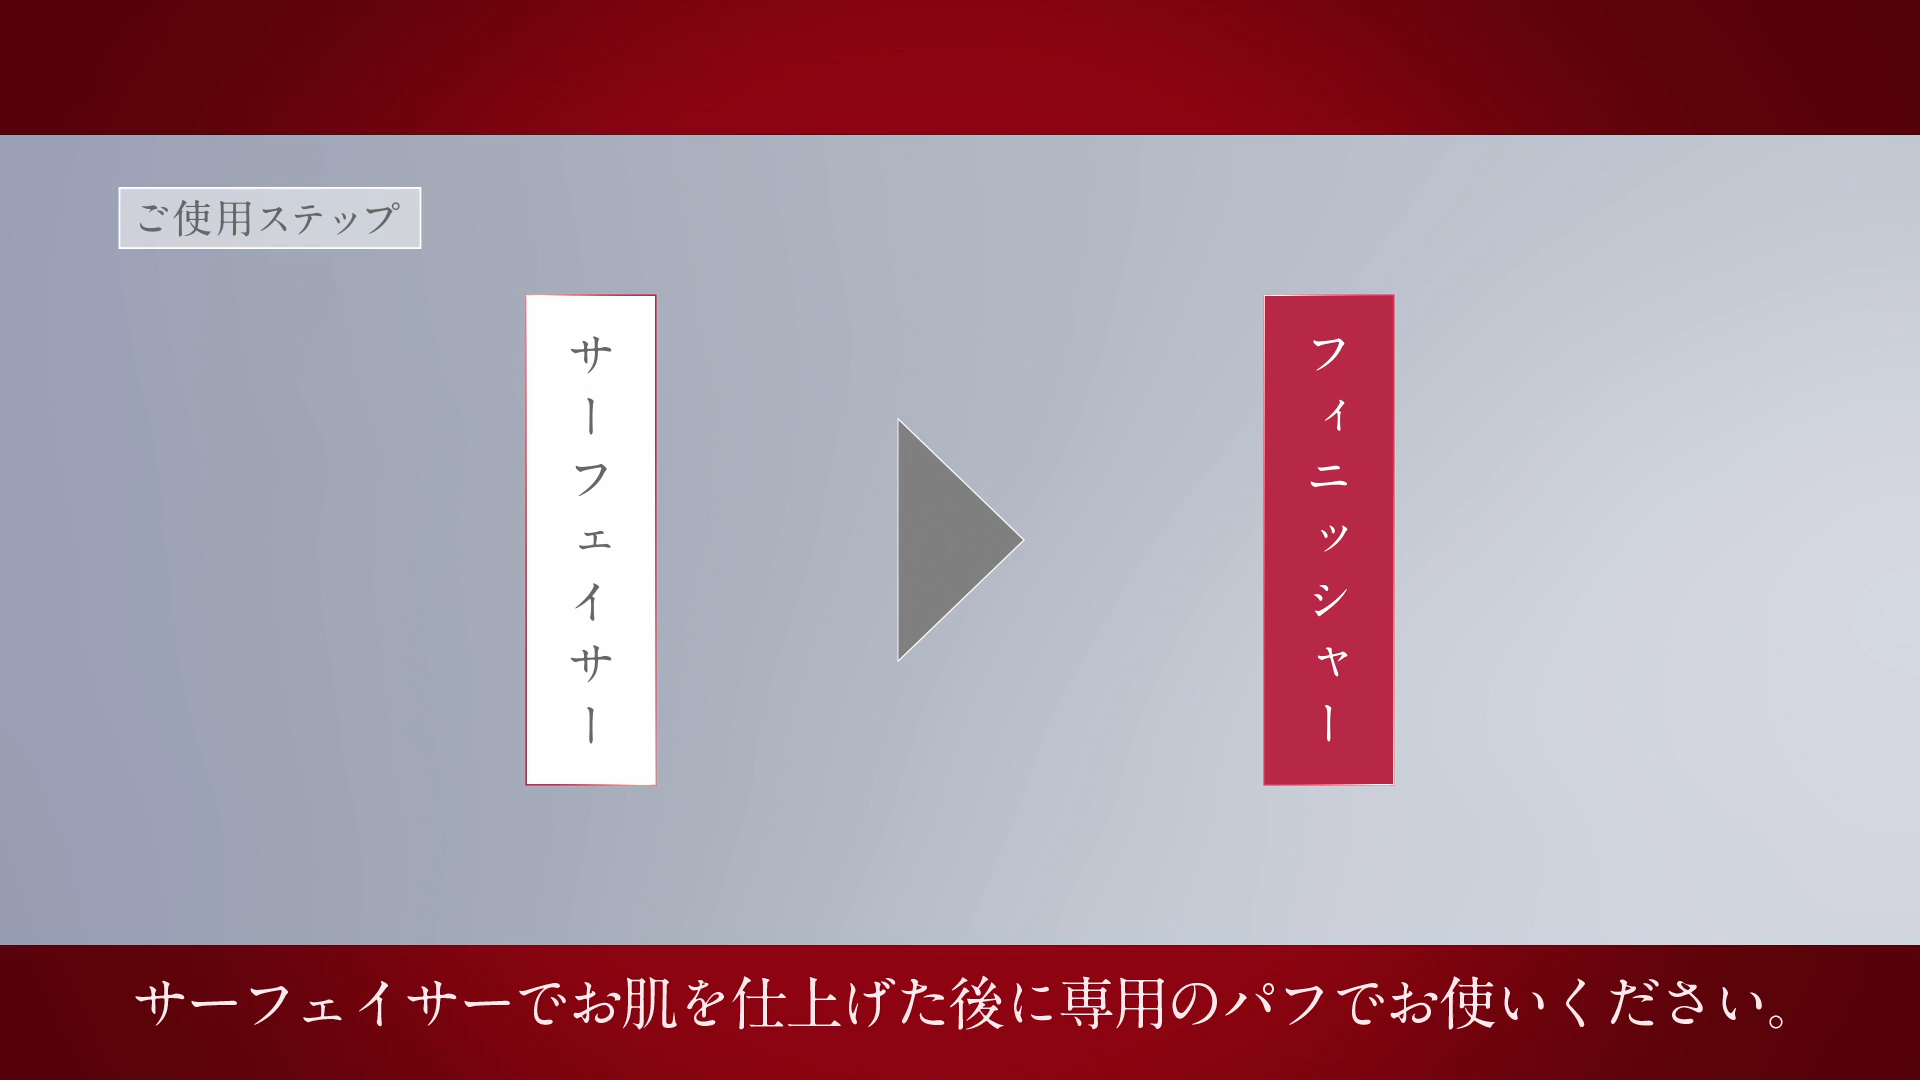 ご使用ステップ
サーフェイサー
フィニッシャー
サーフェイサーでお肌を仕上げた後に専用のパフでお使いください。